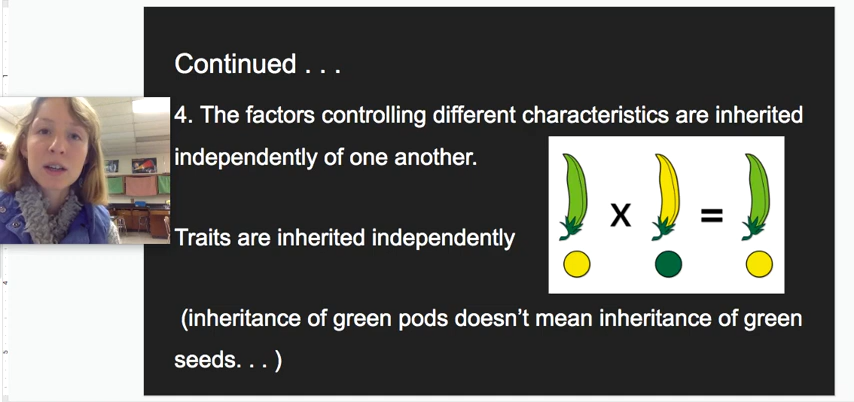 Continued . . .
4. The factors controlling different characteristics are inherited
independently of one another.
X =
Traits are inherited independently
(inheritance of green pods doesn’t mean inheritance of green
seeds. . . )